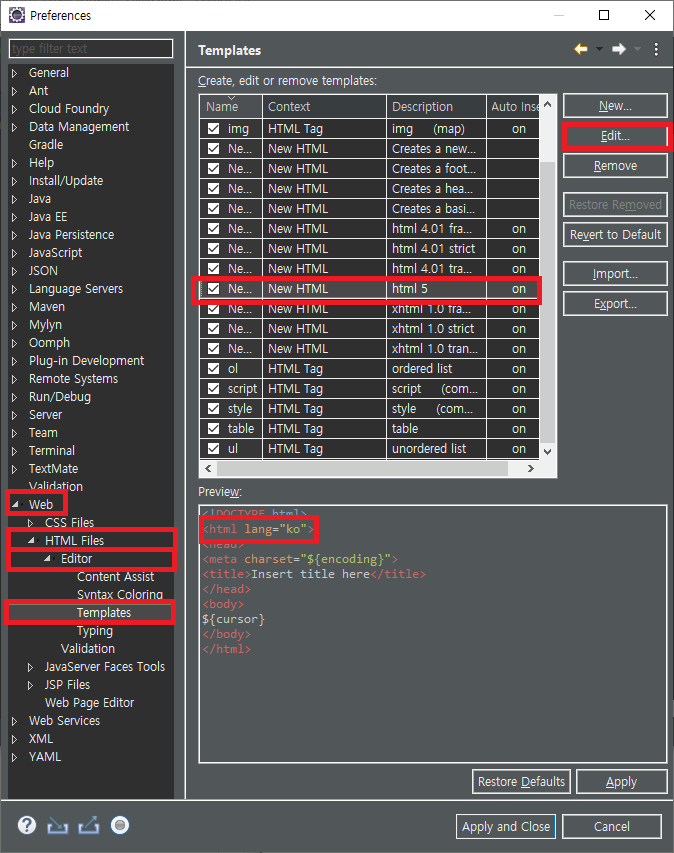 Preferences
type filter text
General
Ant
Cloud Foundry
Data Management
Gradle
Help
Install/Update
Java
Java EE
Java Persistence
JavaScript
JSON
Language Servers
Maven
Mylyn
Oomph
Plug-in Development
Remote Systems
Run/Debug
Server
Team
Terminal
TextMate
Validation
Web
CSS Files
HTML Files
Editor
Content Assist
Syntax Coloring
Templates
Typing
Validation
JavaServer Faces Tools
JSP Files
Web Page Editor
Web Services
XML
YAML
Templates
Create, edit or remove templates:
Name Context Description Auto Inse
img HTML Tag img (map) on
Ne... New HTML Creates a new...
Ne... New HTML Creates a foot...
Ne... New HTML Creates a hea...
Ne... New HTML Creates a basi...
Ne... New HTML html 4.01 fra... on
Ne... New HTML html 4.01 strict on
Ne... New HTML html 4.01 tra... on
Ne... New HTML html 5 on
Ne... New HTML xhtml 1.0 fra... on
Ne... New HTML xhtml 1.0 strict on
Ne... New HTML xhtml 1.0 tran... on
ol HTML Tag ordered list on
script HTML Tag script (com... on
style HTML Tag style (com... on
table HTML Tag table on
ul HTML Tag unordered list on
New...
Edit...
Remove
Restore Removed
Revert to Default
Import...
Export...
Preview:
<!DOCTYPE html>
<html lang="ko">
<head>
<meta charset="${encoding}">
<title>Insert title here</title>
</head>
<body>
${cursor}
</body>
</html>
Restore Defaults
Apply
Apply and Close
Cancel